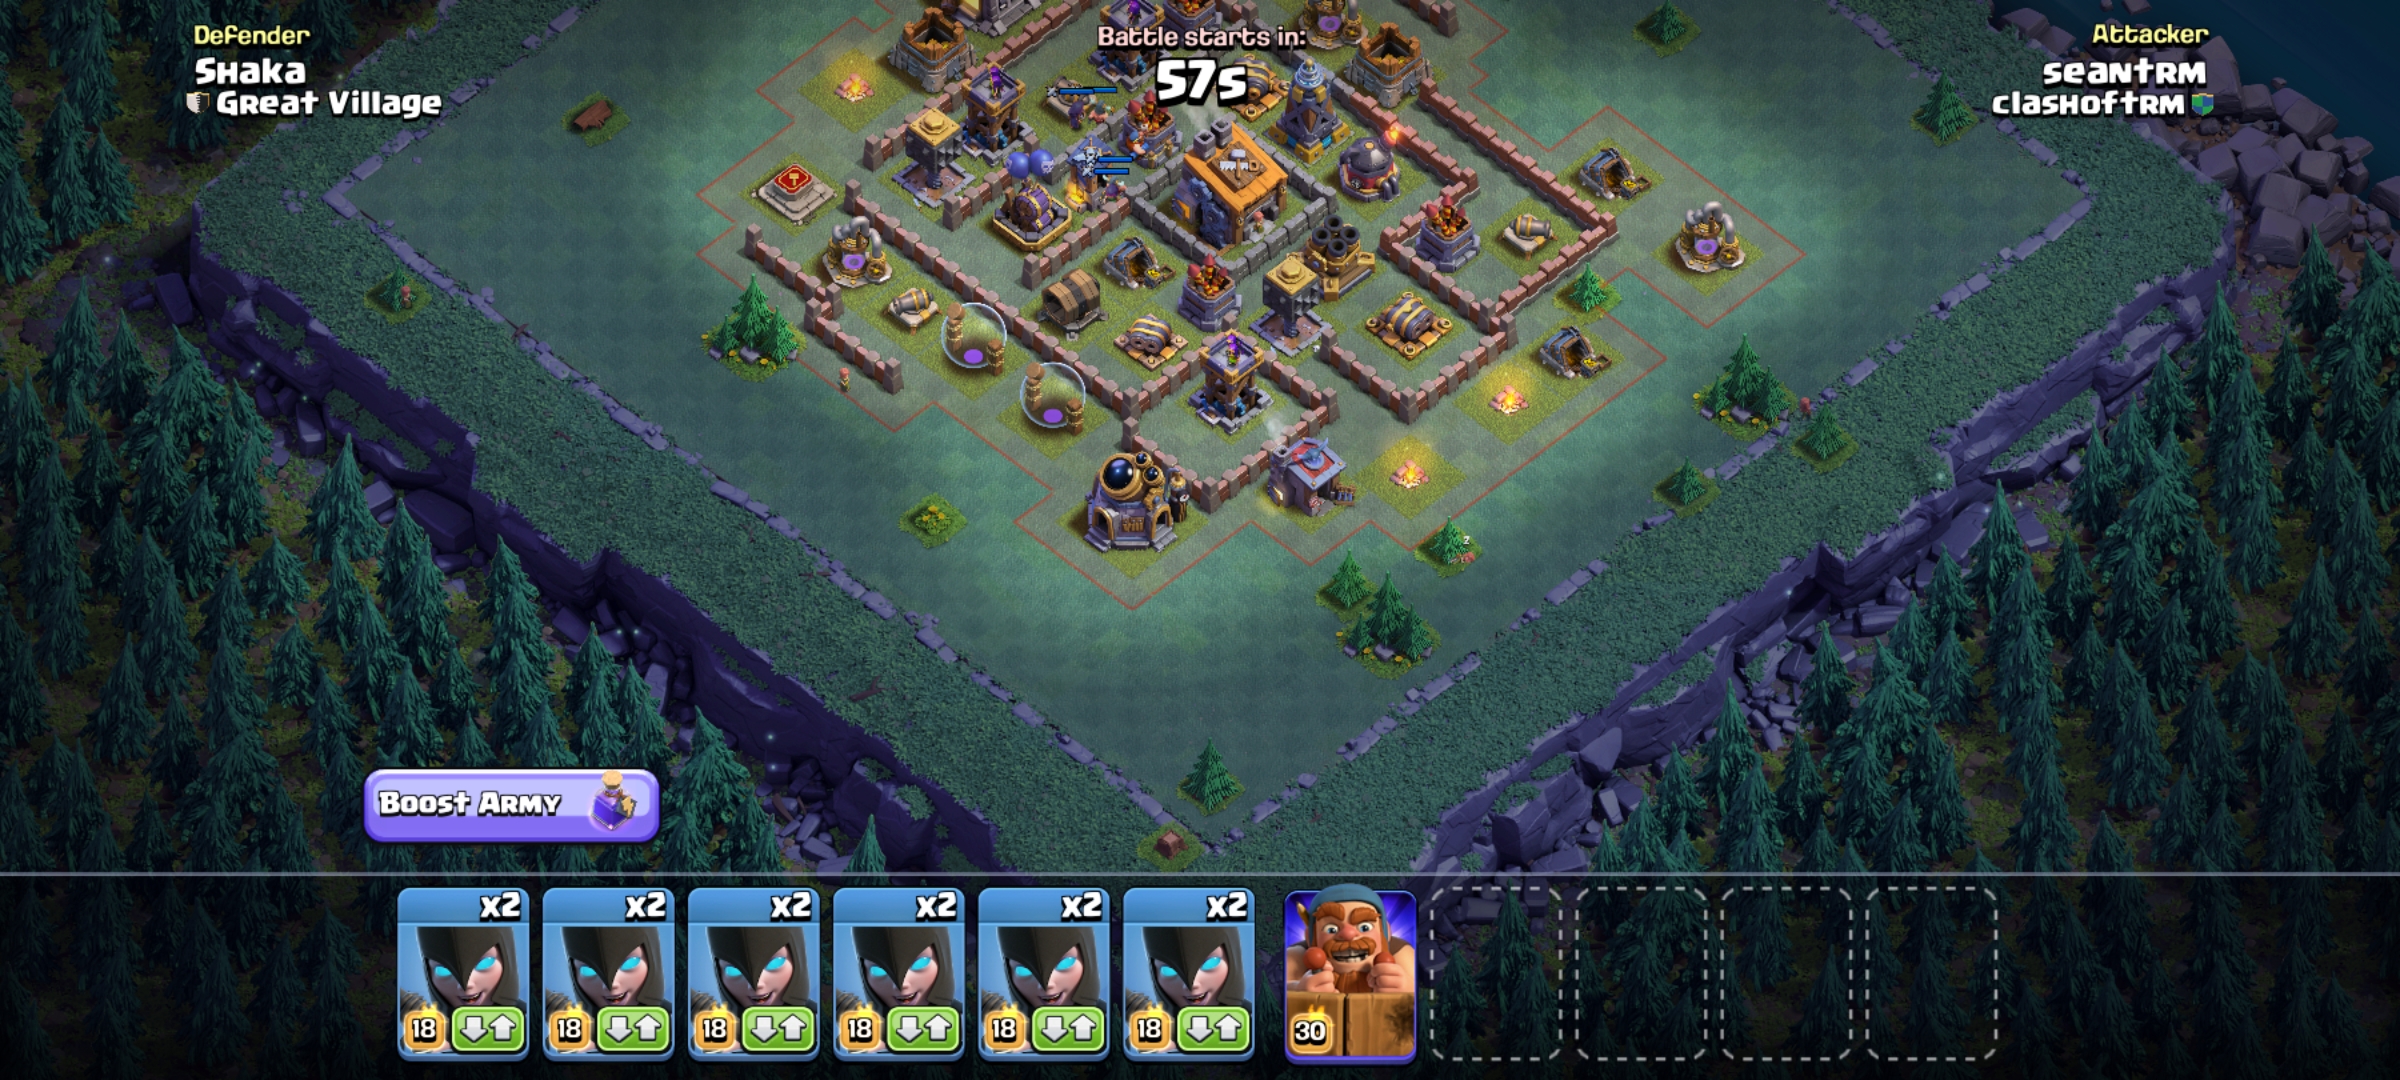 Defender
Shaka
Great Village
Battle starts in:
57s
Attacker
seantrm
clashoftrm
Boost Army
x2
x2
x2
x2
x2
x2
18
18
18
18
18
18
30